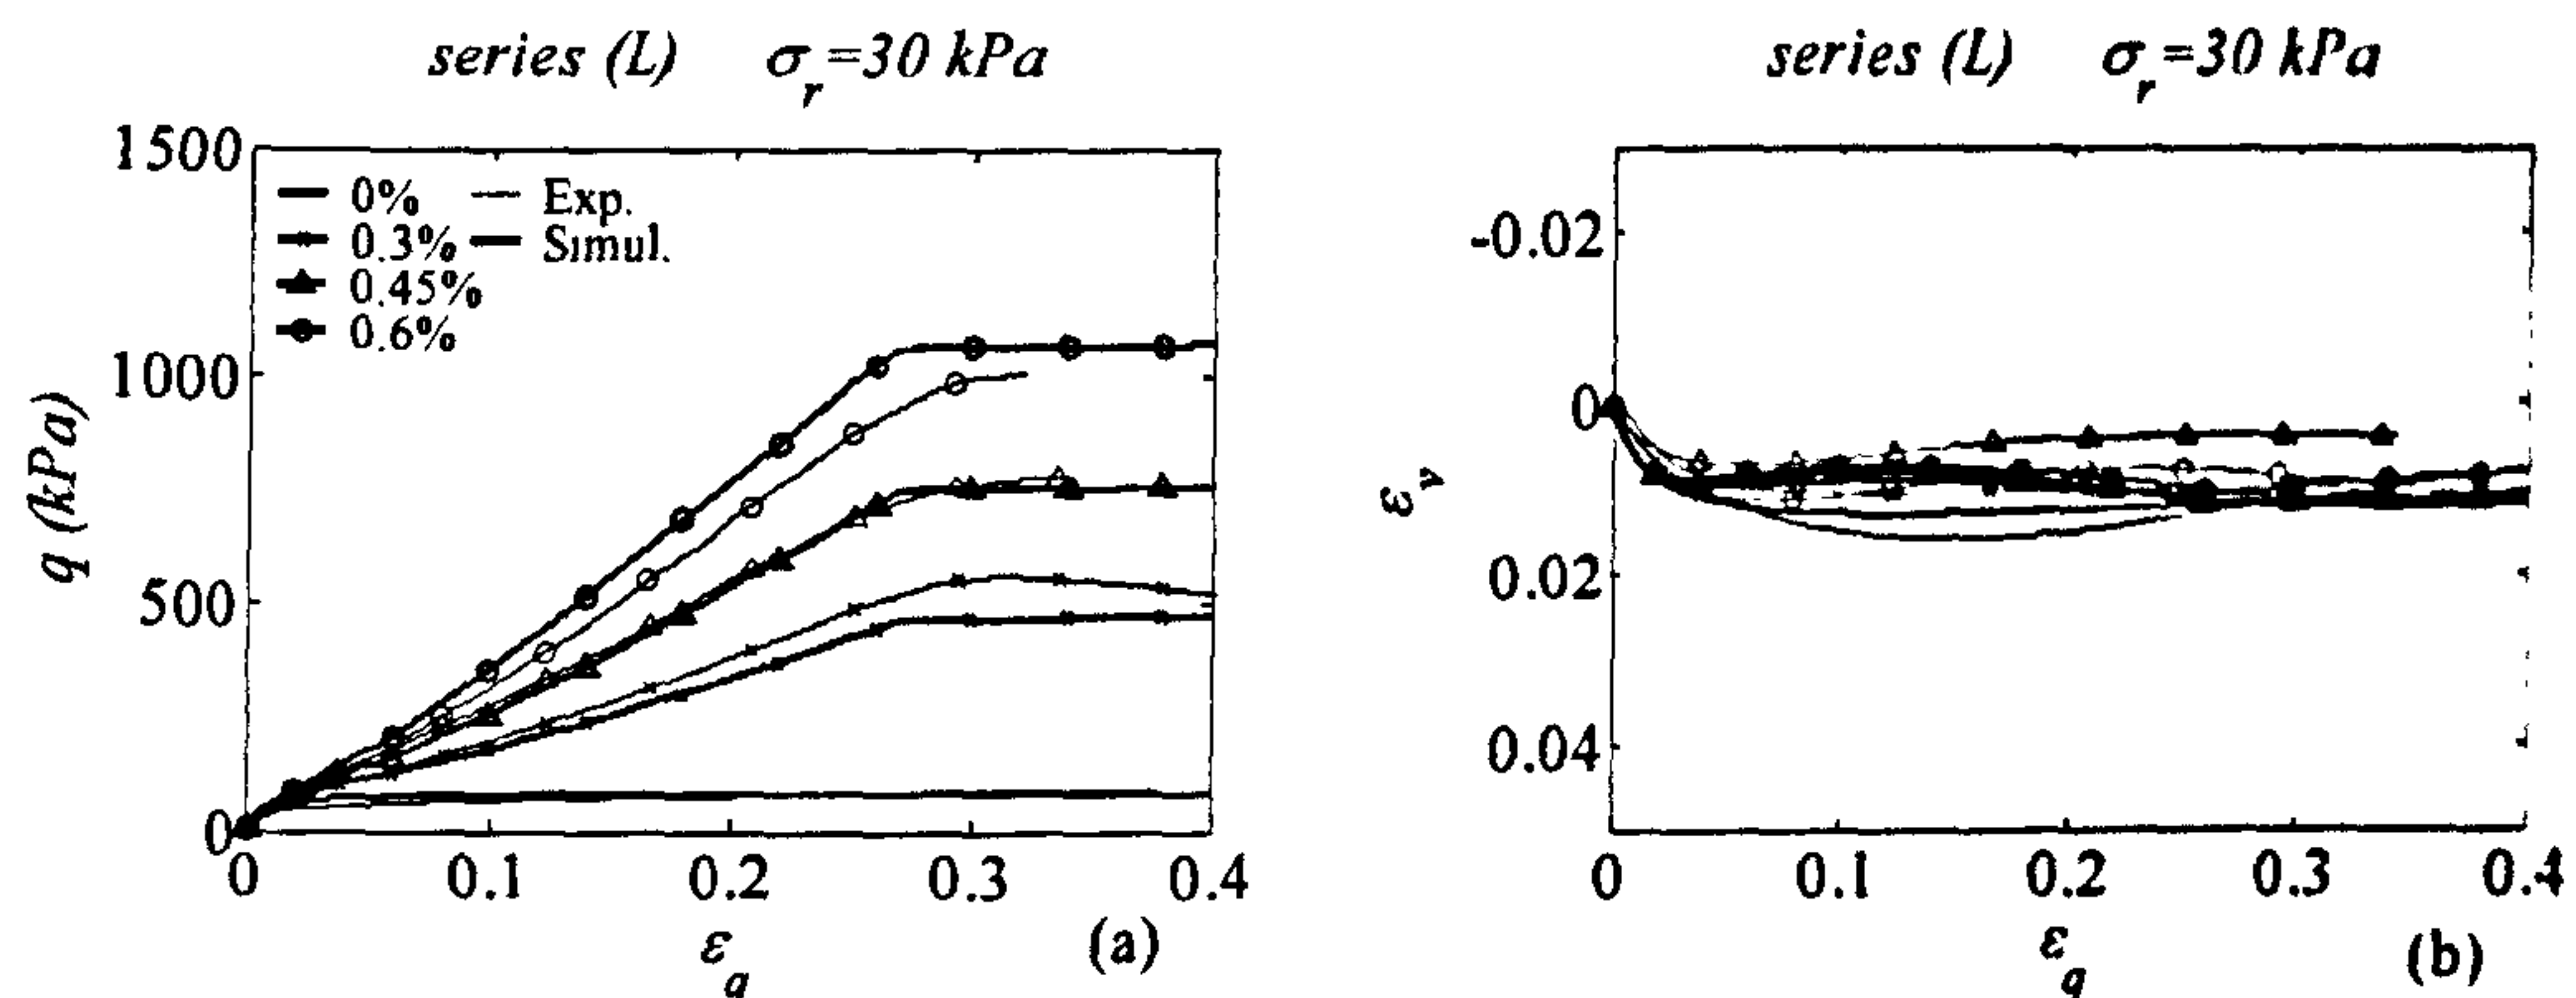 series (L) σr=30 kPa
1500
1000
500
0
q (kPa)
0% Exp.
0.3% Simul.
0.45%
0.6%
0 0.1 0.2 0.3 0.4
εq
(a)
series (L) σr=30 kPa
-0.02
0
0.02
0.04
εv
0 0.1 0.2 0.3 0.4
εq
(b)